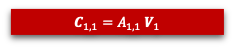 C₁,₁ = A₁,₁ V₁